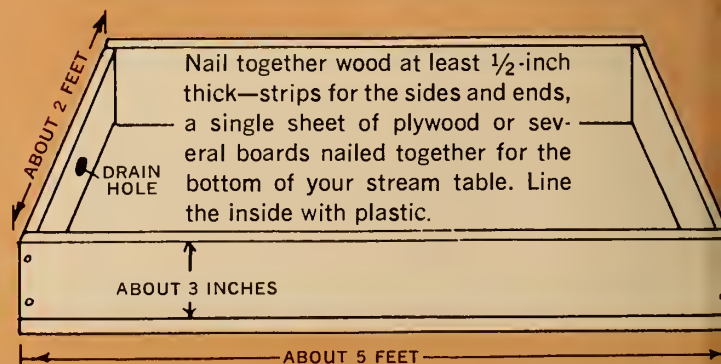 Nail together wood at least ½-inch
thick—strips for the sides and ends,
a single sheet of plywood or sev-
eral boards nailed together for the
bottom of your stream table. Line
the inside with plastic.
ABOUT 2 FEET
DRAIN
HOLE
ABOUT 3 INCHES
ABOUT 5 FEET